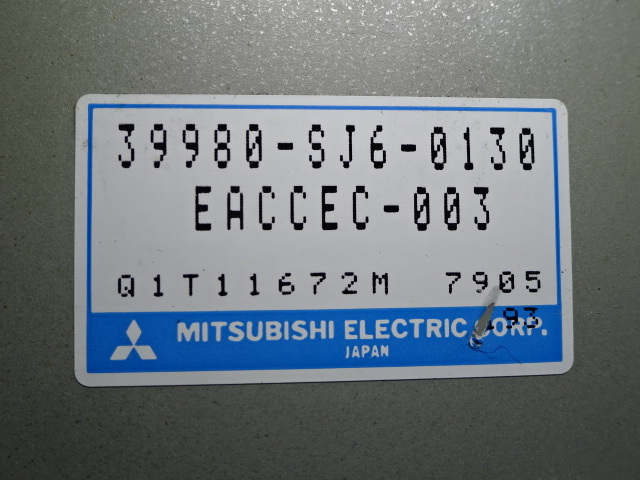 39980-SJ6-0130
EACCEC-003
Q1T11672M 7905
93
MITSUBISHI ELECTRIC CORP.
JAPAN